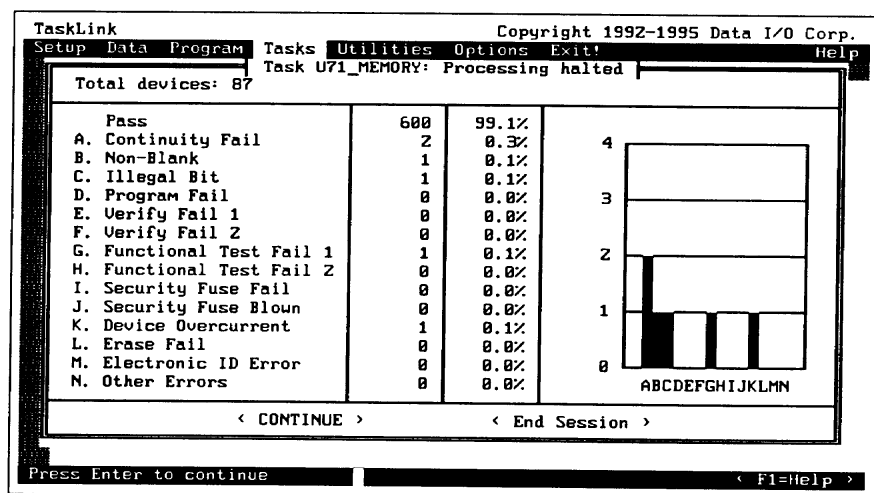 TaskLink Copyright 1992-1995 Data I/O Corp.
Setup Data Program Tasks Utilities Options Exit! Help
Task U71_MEMORY: Processing halted
Total devices: 87
Pass 600 99.1%
A. Continuity Fail 2 0.3%
B. Non-Blank 1 0.1%
C. Illegal Bit 1 0.1%
D. Program Fail 0 0.0%
E. Verify Fail 1 0 0.0%
F. Verify Fail 2 0 0.0%
G. Functional Test Fail 1 1 0.1%
H. Functional Test Fail 2 0 0.0%
I. Security Fuse Fail 0 0.0%
J. Security Fuse Blown 0 0.0%
K. Device Overcurrent 1 0.1%
L. Erase Fail 0 0.0%
M. Electronic ID Error 0 0.0%
N. Other Errors 0 0.0%
4
3
2
1
0
ABCDEFGHIJKLMN
< CONTINUE > < End Session >
Press Enter to continue < F1=Help >